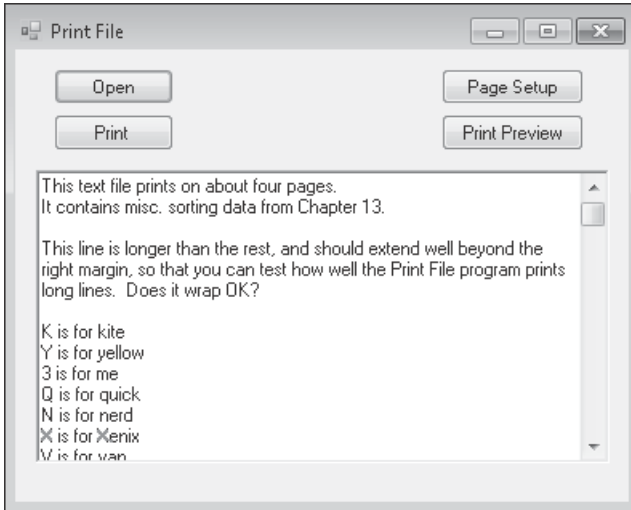 Print File
Open
Page Setup
Print
Print Preview
This text file prints on about four pages.
It contains misc. sorting data from Chapter 13.
This line is longer than the rest, and should extend well beyond the
right margin, so that you can test how well the Print File program prints
long lines.  Does it wrap OK?
K is for kite
Y is for yellow
3 is for me
Q is for quick
N is for nerd
X is for Xenix
V is for van